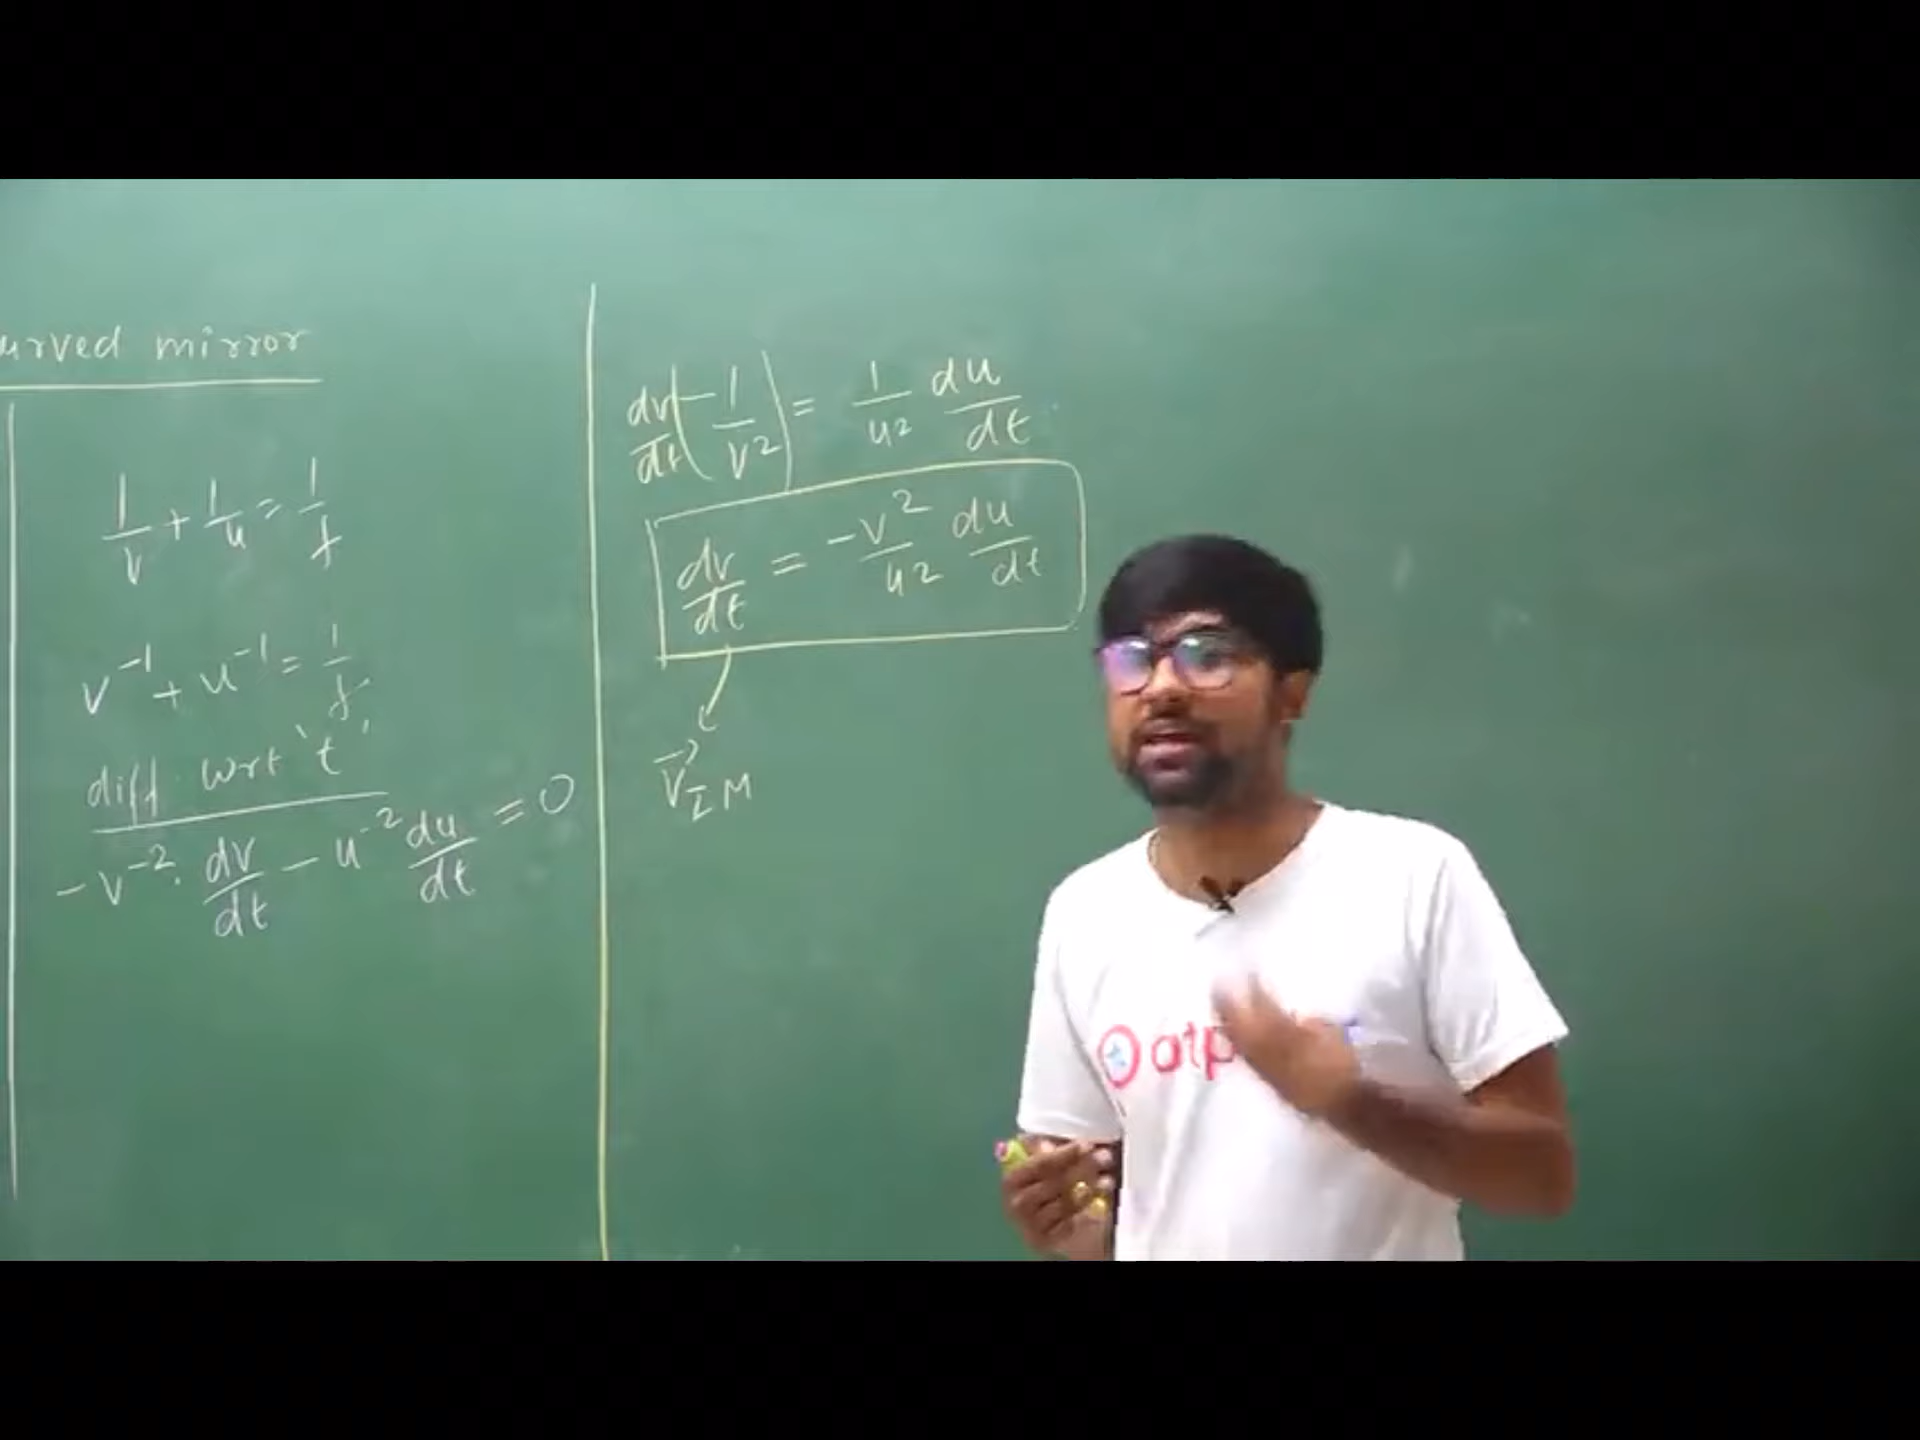 urved mirror
1/v + 1/u = 1/f
v⁻¹ + u⁻¹ = 1/f
diff. wrt 't'
-v⁻². dv/dt - u⁻² du/dt = 0
dv/dt (-1/v²) = 1/u² du/dt
dv/dt = -v²/u² du/dt
V⃗IM
atp